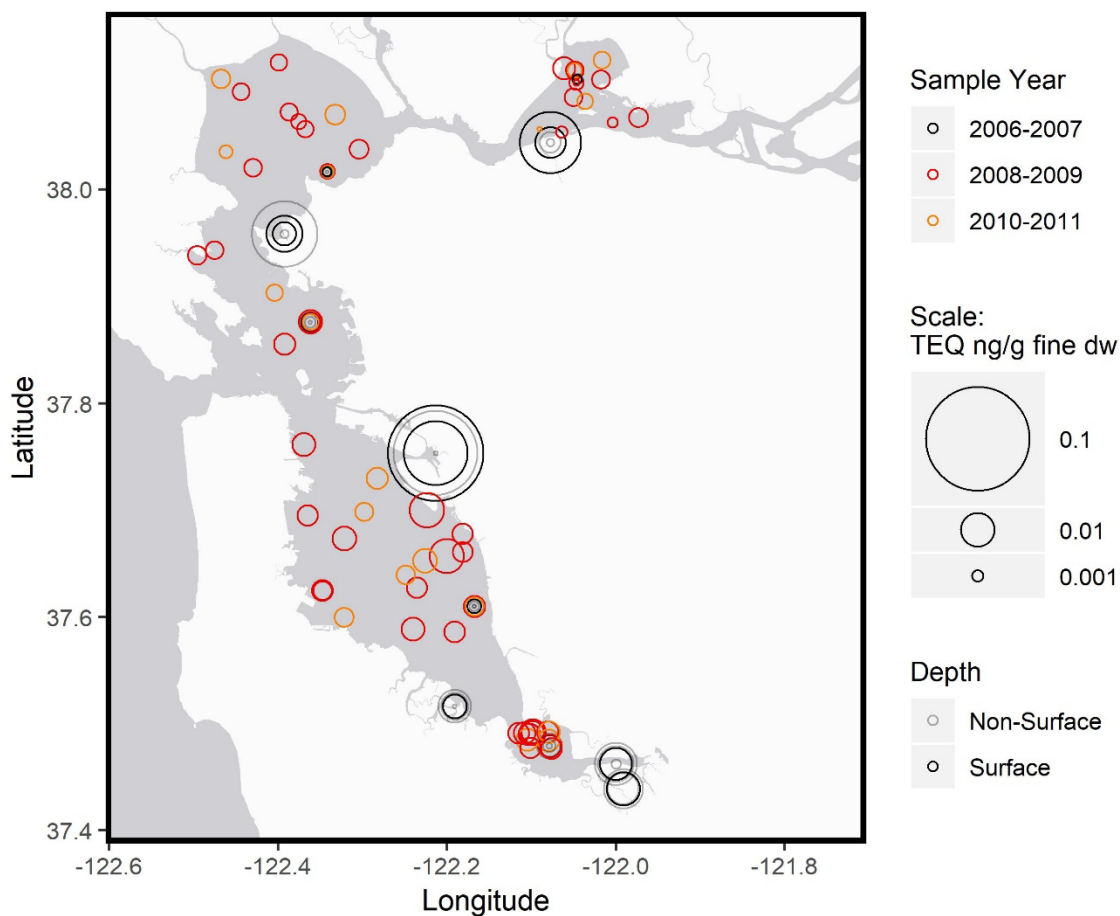 Latitude
38.0
37.8
37.6
37.4
-122.6
-122.4
-122.2
-122.0
-121.8
Longitude
Sample Year
2006-2007
2008-2009
2010-2011
Scale:
TEQ ng/g fine dw
0.1
0.01
0.001
Depth
Non-Surface
Surface